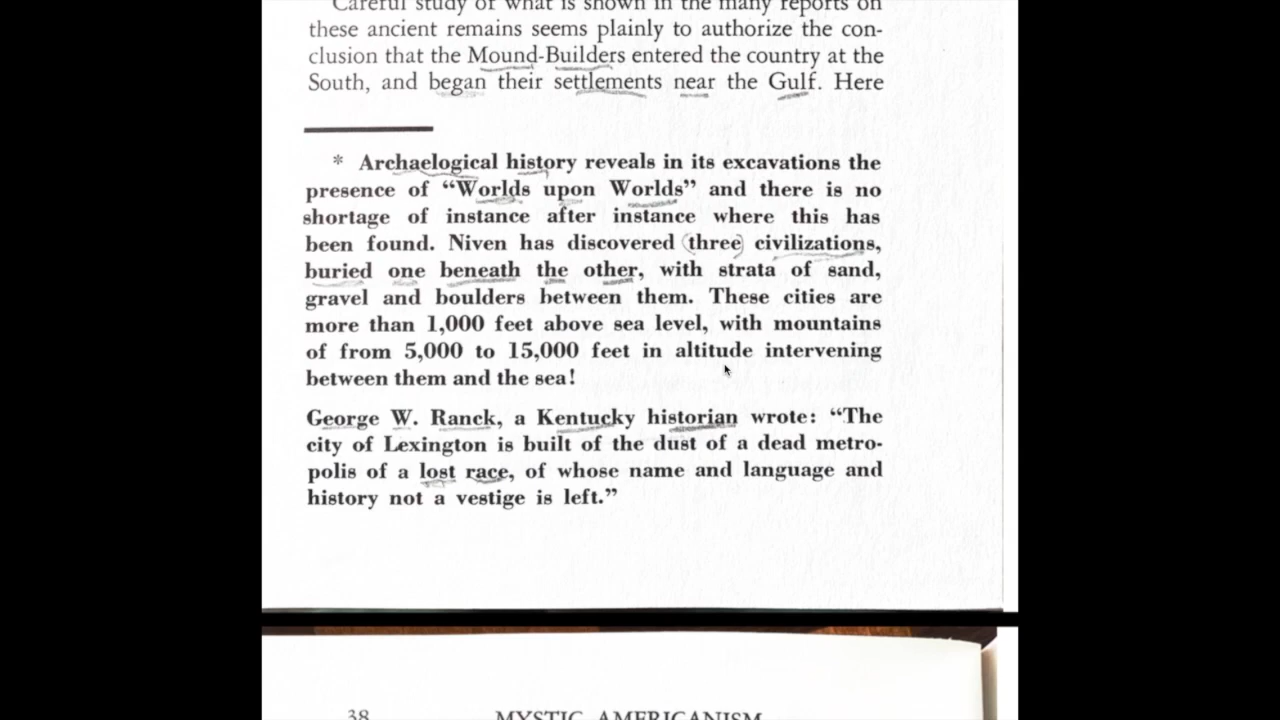 Careful study of what is shown in the many reports on
these ancient remains seems plainly to authorize the con-
clusion that the Mound-Builders entered the country at the
South, and began their settlements near the Gulf. Here
* Archaelogical history reveals in its excavations the
presence of “Worlds upon Worlds” and there is no
shortage of instance after instance where this has
been found. Niven has discovered (three) civilizations,
buried one beneath the other, with strata of sand,
gravel and boulders between them. These cities are
more than 1,000 feet above sea level, with mountains
of from 5,000 to 15,000 feet in altitude intervening
between them and the sea!
George W. Ranck, a Kentucky historian wrote: “The
city of Lexington is built of the dust of a dead metro-
polis of a lost race, of whose name and language and
history not a vestige is left.”
38 MYSTIC AMERICANISM